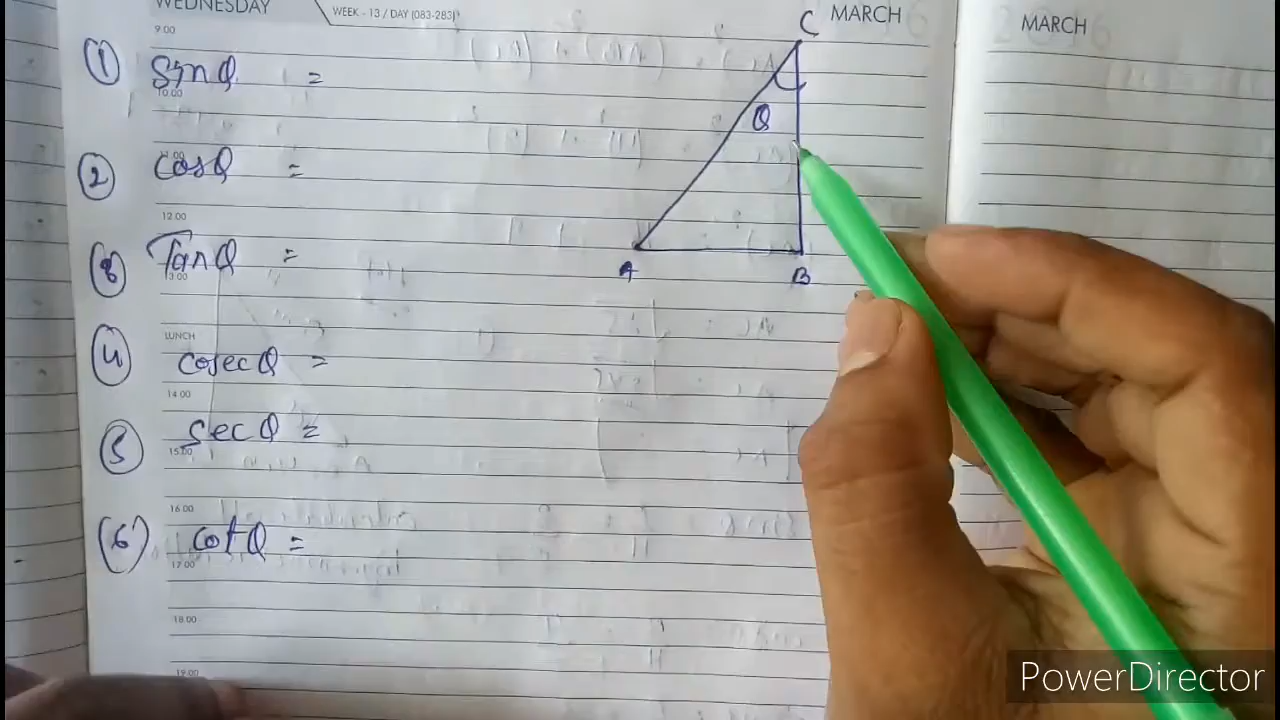 WEDNESDAY
WEEK - 13 / DAY (083-283)
MARCH
MARCH
9.00
C
(1) Sinθ =
10.00
θ
11.00
(2) Cosθ =
12.00
(3) Tanθ =
13.00
A
B
LUNCH
(4) Cosecθ =
14.00
(5) Secθ =
15.00
16.00
(6) Cotθ =
17.00
18.00
19.00
PowerDirector